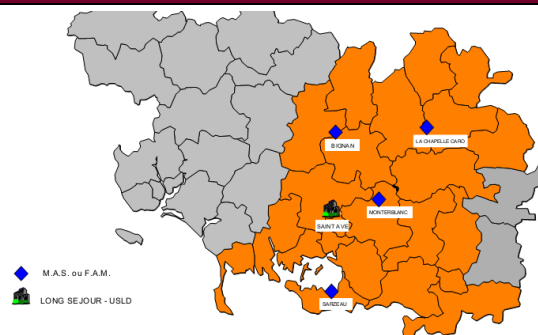 BIGNAN
LA CHAPELLE CARO
MONTERBLANC
SAINT AVE
M.A.S. ou F.A.M.
LONG SEJOUR - USLD
SARZEAU